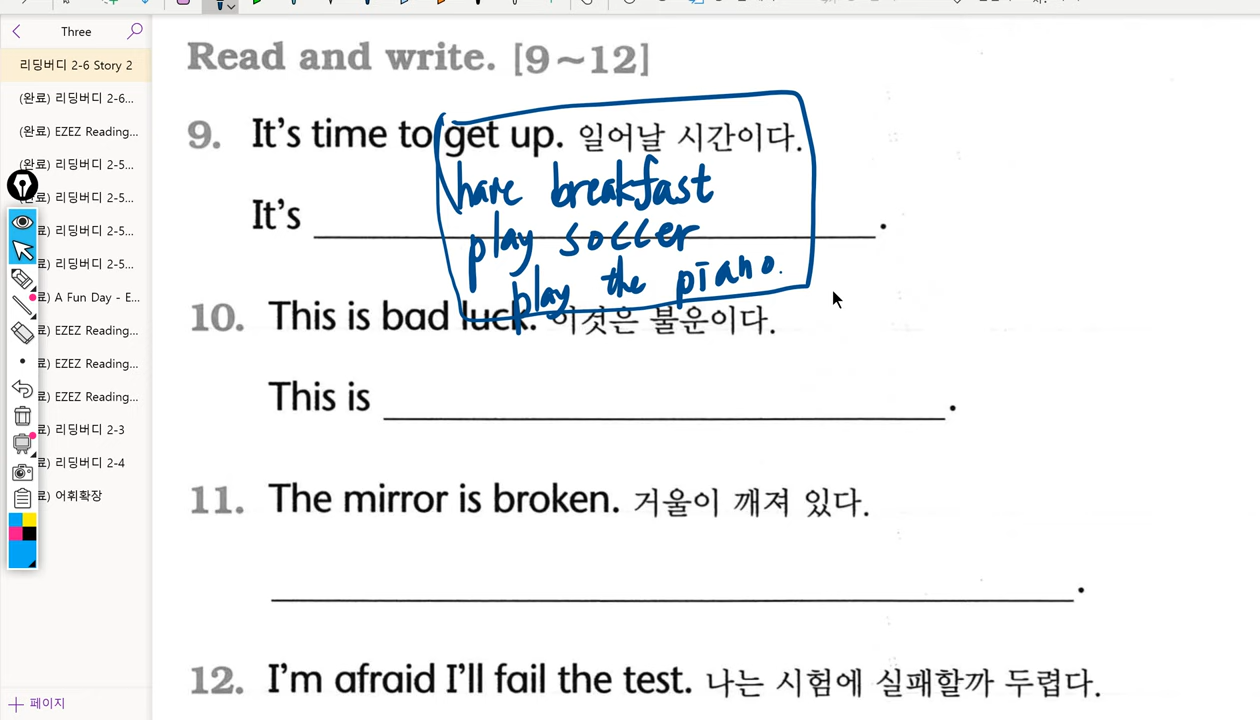 Three
리딩버디 2-6 Story 2
(완료) 리딩버디 2-6...
(완료) EZEZ Reading...
(완료) 리딩버디 2-5...
리딩버디 2-5...
리딩버디 2-5...
리딩버디 2-5...
료) A Fun Day - E...
료) EZEZ Reading...
료) EZEZ Reading...
료) EZEZ Reading...
료) 리딩버디 2-3
료) 리딩버디 2-4
료) 어휘확장
페이지
Read and write. [9~12]
9. It's time to get up. 일어날 시간이다.
have breakfast
It's .
play soccer
play the piano.
10. This is bad luck. 이것은 불운이다.
This is .
11. The mirror is broken. 거울이 깨져 있다.
.
12. I'm afraid I'll fail the test. 나는 시험에 실패할까 두렵다.